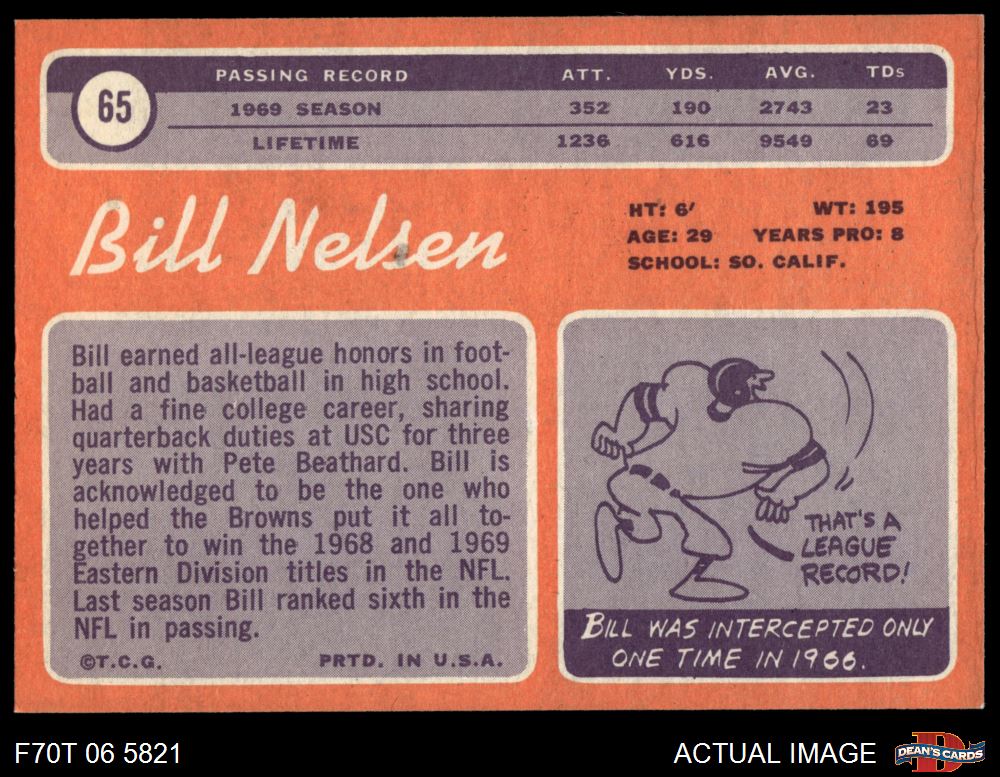 65
PASSING RECORD ATT. YDS. AVG. TDs
1969 SEASON 352 190 2743 23
LIFETIME 1236 616 9549 69
Bill Nelsen
HT: 6' WT: 195
AGE: 29 YEARS PRO: 8
SCHOOL: SO. CALIF.
Bill earned all-league honors in foot-
ball and basketball in high school.
Had a fine college career, sharing
quarterback duties at USC for three
years with Pete Beathard. Bill is
acknowledged to be the one who
helped the Browns put it all to-
gether to win the 1968 and 1969
Eastern Division titles in the NFL.
Last season Bill ranked sixth in the
NFL in passing.
©T.C.G. PRTD. IN U.S.A.
THAT'S A
LEAGUE
RECORD!
BILL WAS INTERCEPTED ONLY
ONE TIME IN 1966.
F70T 06 5821
ACTUAL IMAGE
D
DEAN'S CARDS